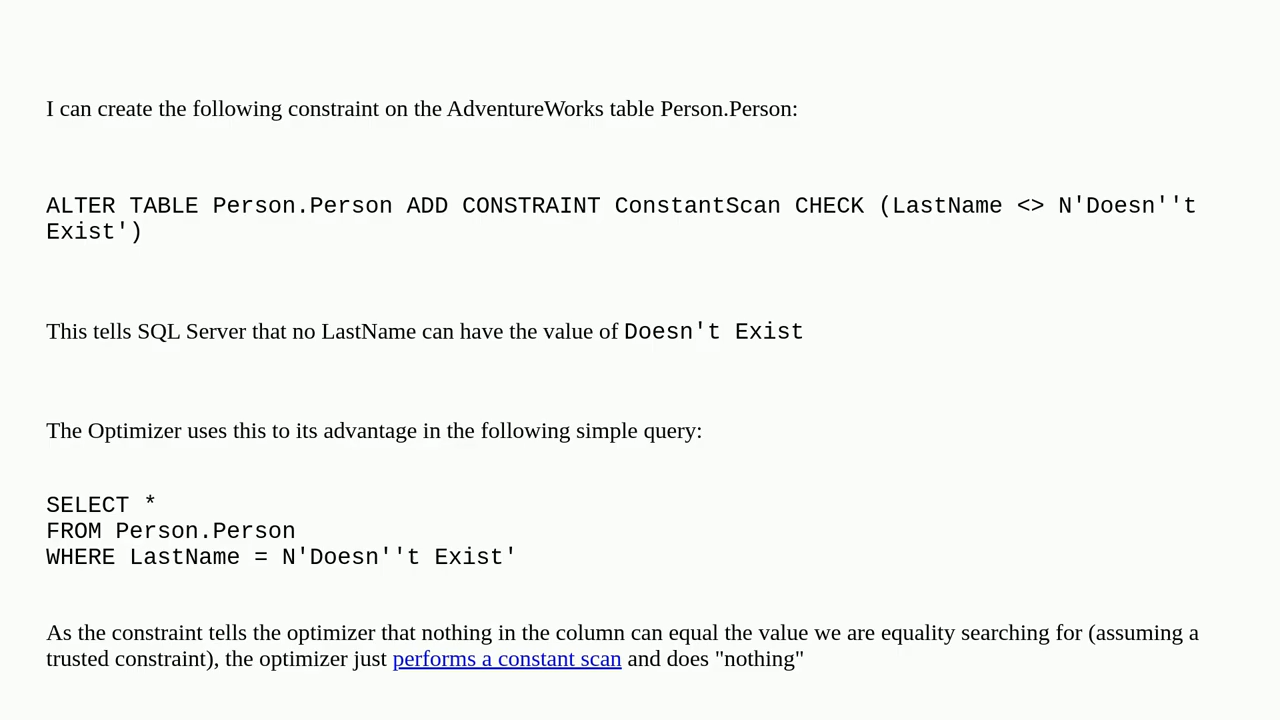 I can create the following constraint on the AdventureWorks table Person.Person:
ALTER TABLE Person.Person ADD CONSTRAINT ConstantScan CHECK (LastName <> N'Doesn''t
Exist')
This tells SQL Server that no LastName can have the value of Doesn't Exist
The Optimizer uses this to its advantage in the following simple query:
SELECT *
FROM Person.Person
WHERE LastName = N'Doesn''t Exist'
As the constraint tells the optimizer that nothing in the column can equal the value we are equality searching for (assuming a
trusted constraint), the optimizer just performs a constant scan and does "nothing"